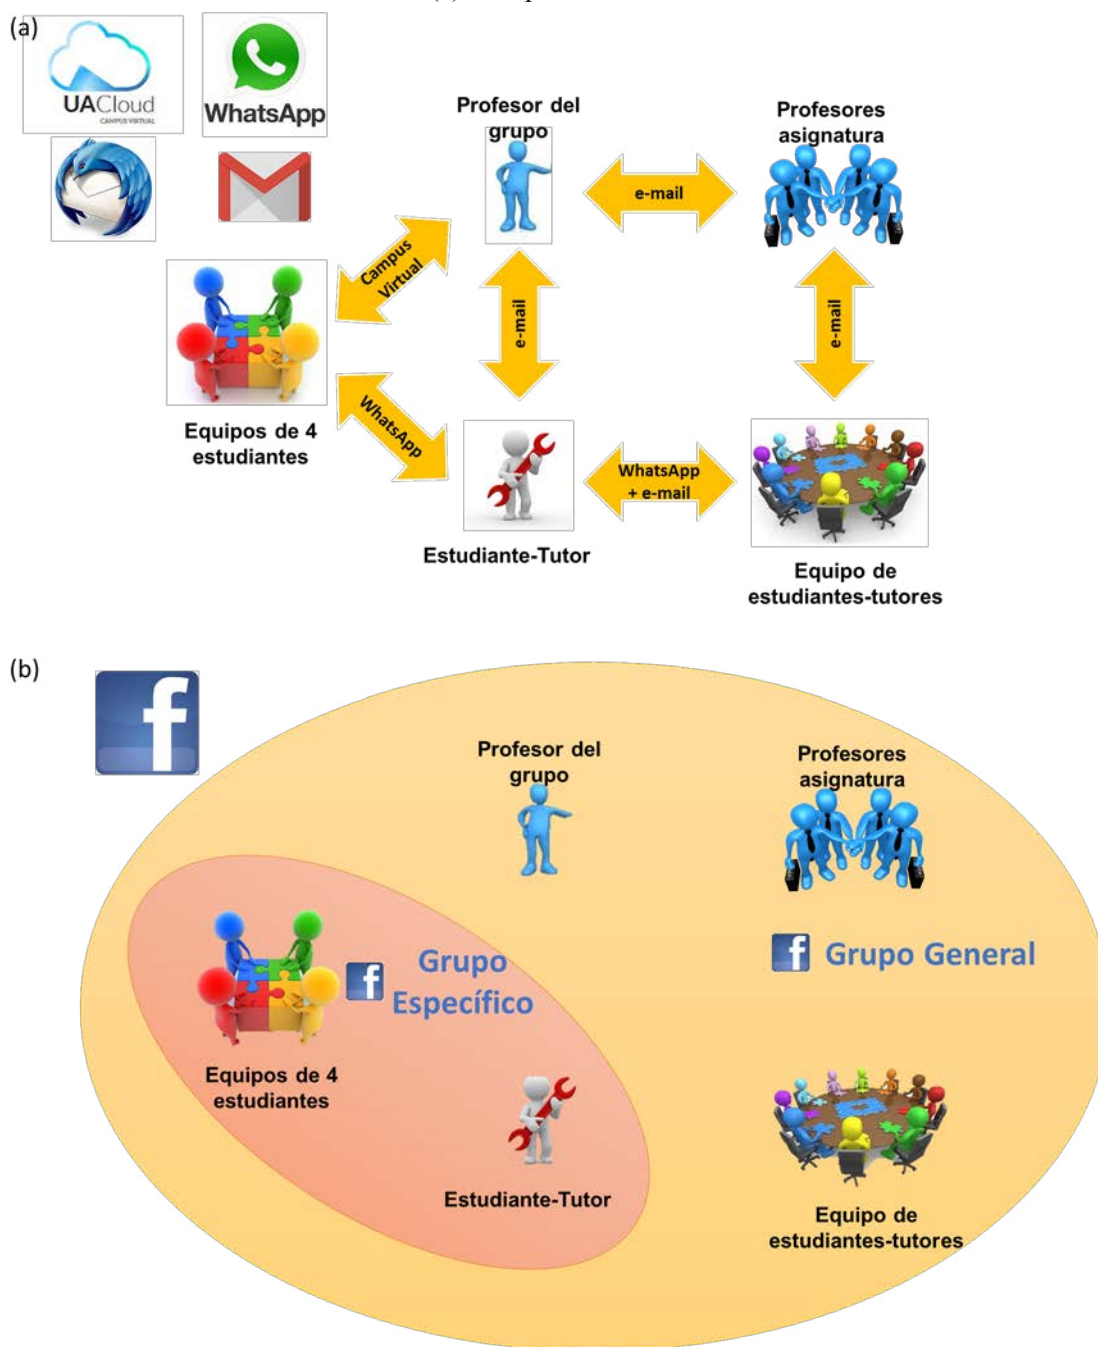 (a)
UACloud
CAMPUS VIRTUAL
WhatsApp
Profesor del
grupo
Profesores
asignatura
e-mail
Campus
Virtual
e-mail
e-mail
Equipos de 4
estudiantes
WhatsApp
WhatsApp
+ e-mail
Estudiante-Tutor
Equipo de
estudiantes-tutores
(b)
f
Profesor del
grupo
Profesores
asignatura
f Grupo
Específico
f Grupo General
Equipos de 4
estudiantes
Estudiante-Tutor
Equipo de
estudiantes-tutores